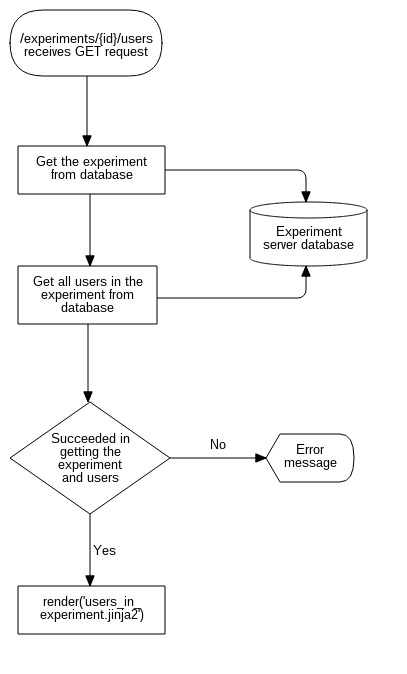 /experiments/{id}/users
receives GET request
Get the experiment
from database
Experiment
server database
Get all users in the
experiment from
database
Succeeded in
getting the
experiment
and users
No
Error
message
Yes
render('users_in_
experiment.jinja2')